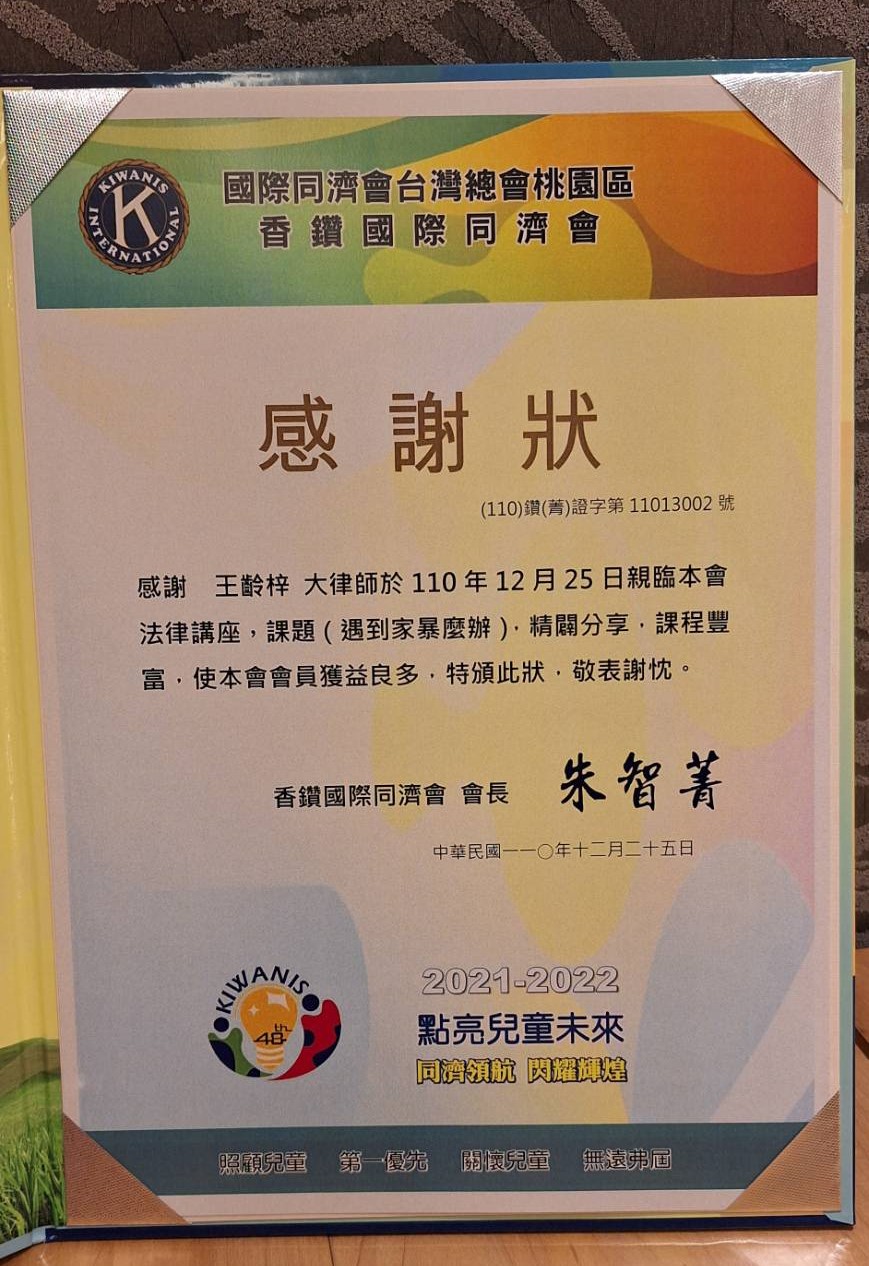 KIWANIS
K
INTERNATIONAL
國際同濟會台灣總會桃園區
香鑽國際同濟會
感謝狀
(110)鑽(菁)證字第 11013002 號
感謝 王齡梓 大律師於 110 年 12 月 25 日親臨本會
法律講座，課題（遇到家暴麼辦），精闢分享，課程豐
富，使本會會員獲益良多，特頒此狀，敬表謝忱。
香鑽國際同濟會 會長 朱智菁
中華民國一一〇年十二月二十五日
KIWANIS
48th
2021-2022
點亮兒童未來
同濟領航 閃耀輝煌
照顧兒童 第一優先 關懷兒童 無遠弗屆